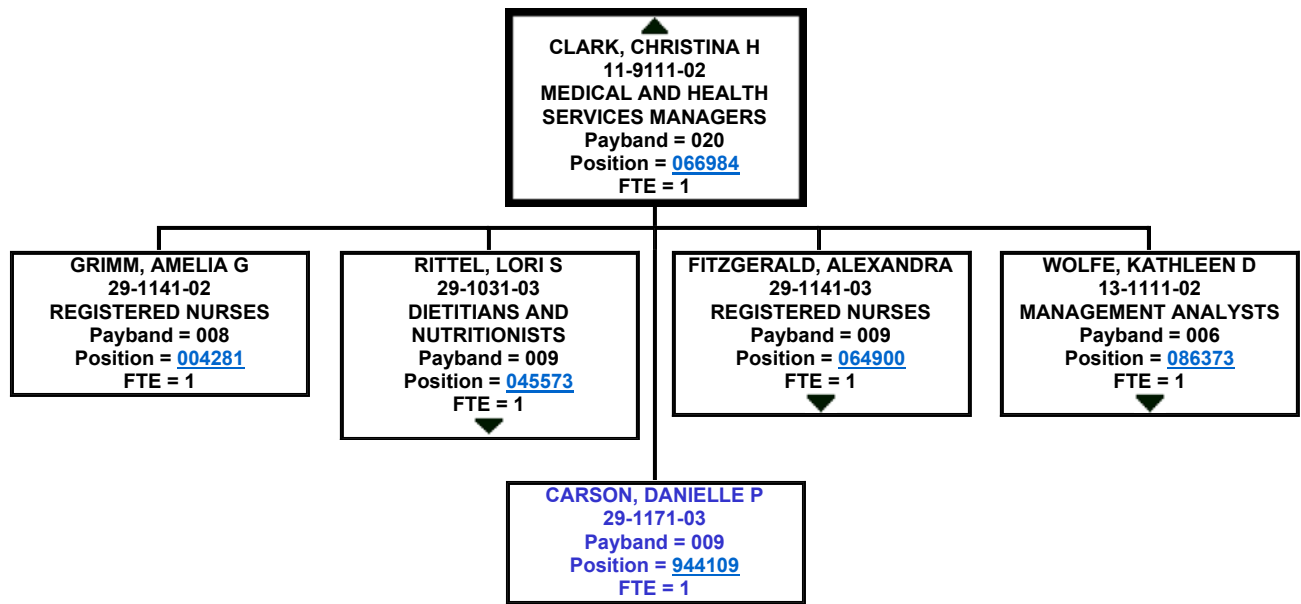 CLARK, CHRISTINA H
11-9111-02
MEDICAL AND HEALTH
SERVICES MANAGERS
Payband = 020
Position = 066984
FTE = 1
GRIMM, AMELIA G
29-1141-02
REGISTERED NURSES
Payband = 008
Position = 004281
FTE = 1
RITTEL, LORI S
29-1031-03
DIETITIANS AND
NUTRITIONISTS
Payband = 009
Position = 045573
FTE = 1
FITZGERALD, ALEXANDRA
29-1141-03
REGISTERED NURSES
Payband = 009
Position = 064900
FTE = 1
WOLFE, KATHLEEN D
13-1111-02
MANAGEMENT ANALYSTS
Payband = 006
Position = 086373
FTE = 1
CARSON, DANIELLE P
29-1171-03
Payband = 009
Position = 944109
FTE = 1